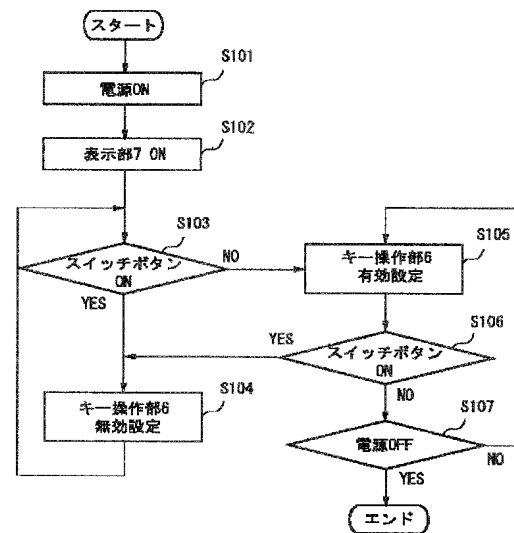 スタート
S101
電源ON
S102
表示部7 ON
S103
スイッチボタン
ON
NO
YES
S104
キー操作部6
無効設定
S105
キー操作部6
有効設定
S106
スイッチボタン
ON
YES
NO
S107
電源OFF
NO
YES
エンド